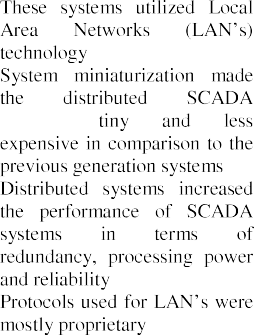 These systems utilized Local
Area Networks (LAN's)
technology
System miniaturization made
the distributed SCADA
tiny and less
expensive in comparison to the
previous generation systems
Distributed systems increased
the performance of SCADA
systems in terms of
redundancy, processing power
and reliability
Protocols used for LAN's were
mostly proprietary